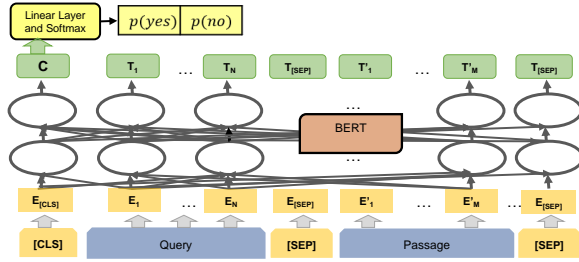 Linear Layer
and Softmax
p(yes) p(no)
C T1 ... TN T[SEP] T'1 ... T'M T[SEP]
...
BERT
...
E[CLS] E1 ... EN E[SEP] E'1 ... E'M ... E[SEP]
[CLS] Query [SEP] Passage [SEP]